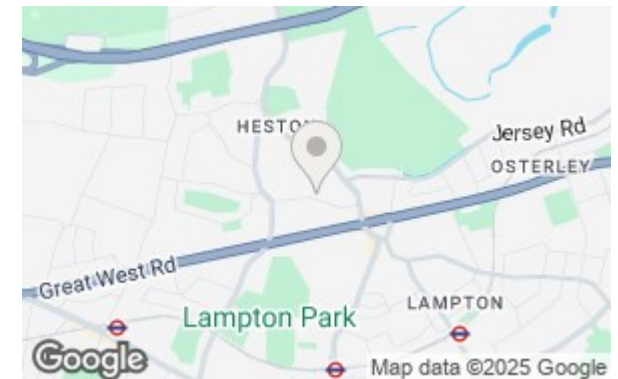 HESTON
Jersey Rd
OSTERLEY
Great West Rd
LAMPTON
Lampton Park
Google
Map data ©2025 Google